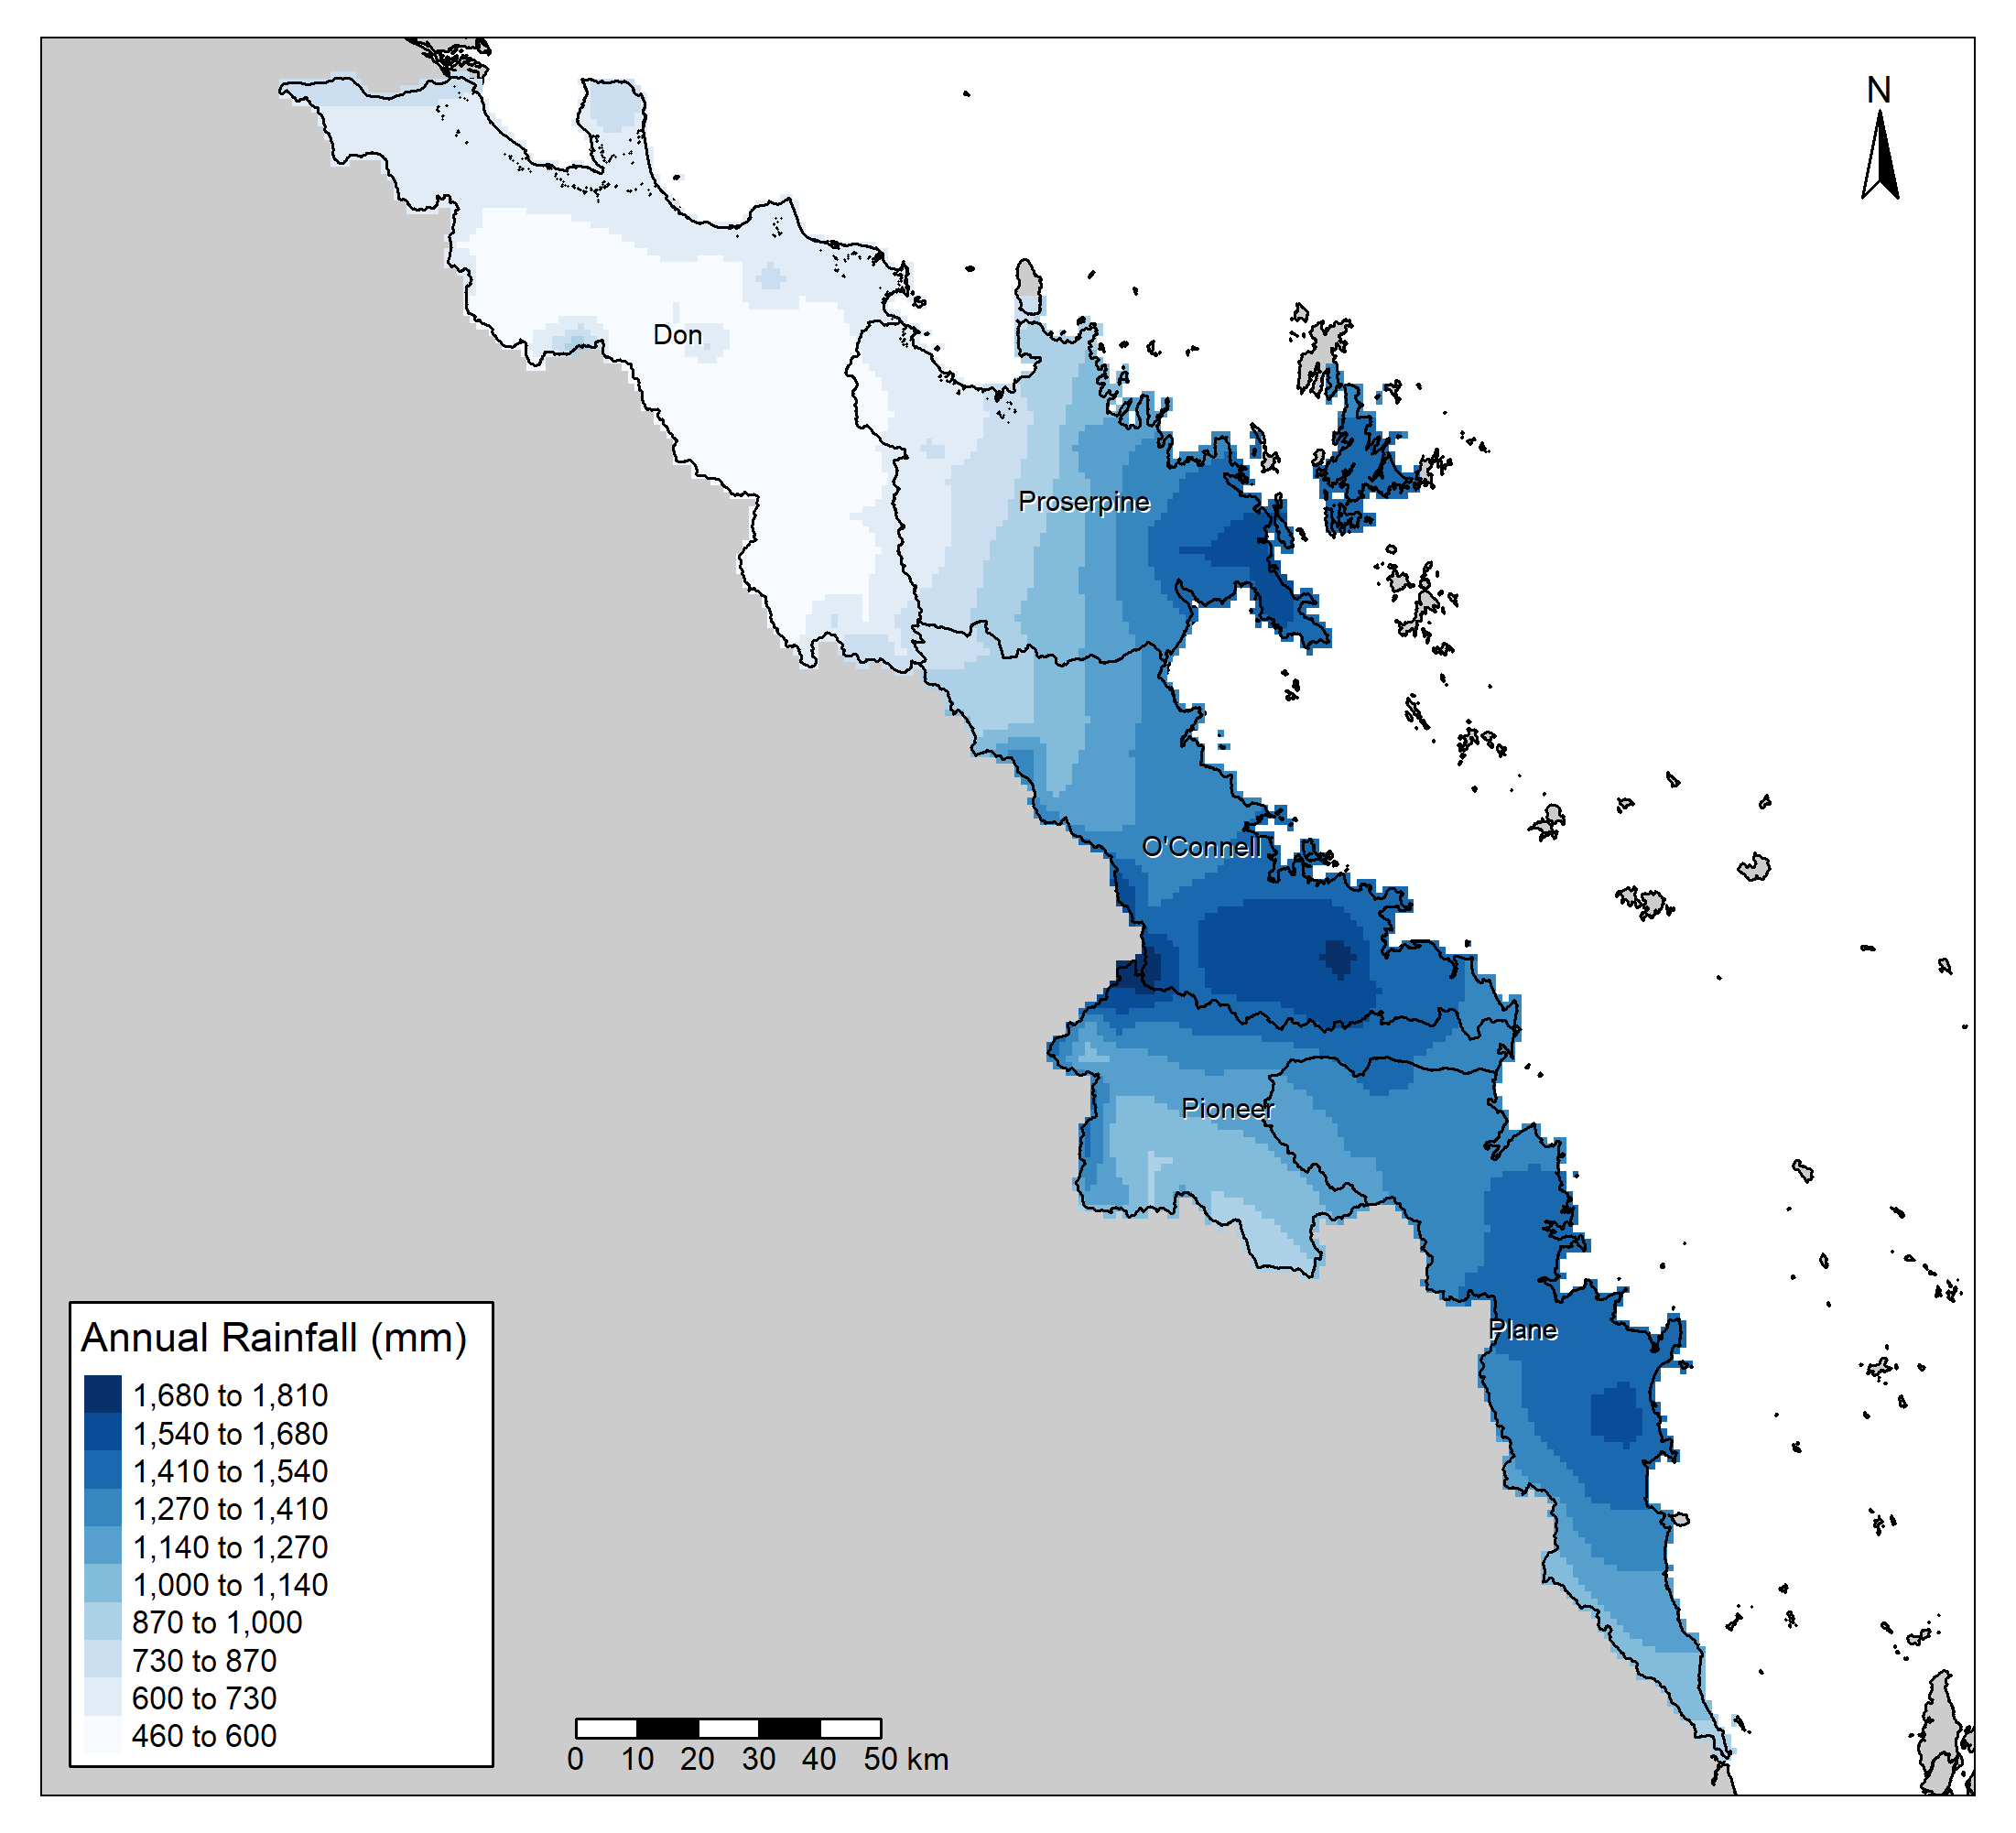 N
Don
Proserpine
O'Connell
Pioneer
Plane
Annual Rainfall (mm)
1,680 to 1,810
1,540 to 1,680
1,410 to 1,540
1,270 to 1,410
1,140 to 1,270
1,000 to 1,140
870 to 1,000
730 to 870
600 to 730
460 to 600
0 10 20 30 40 50 km